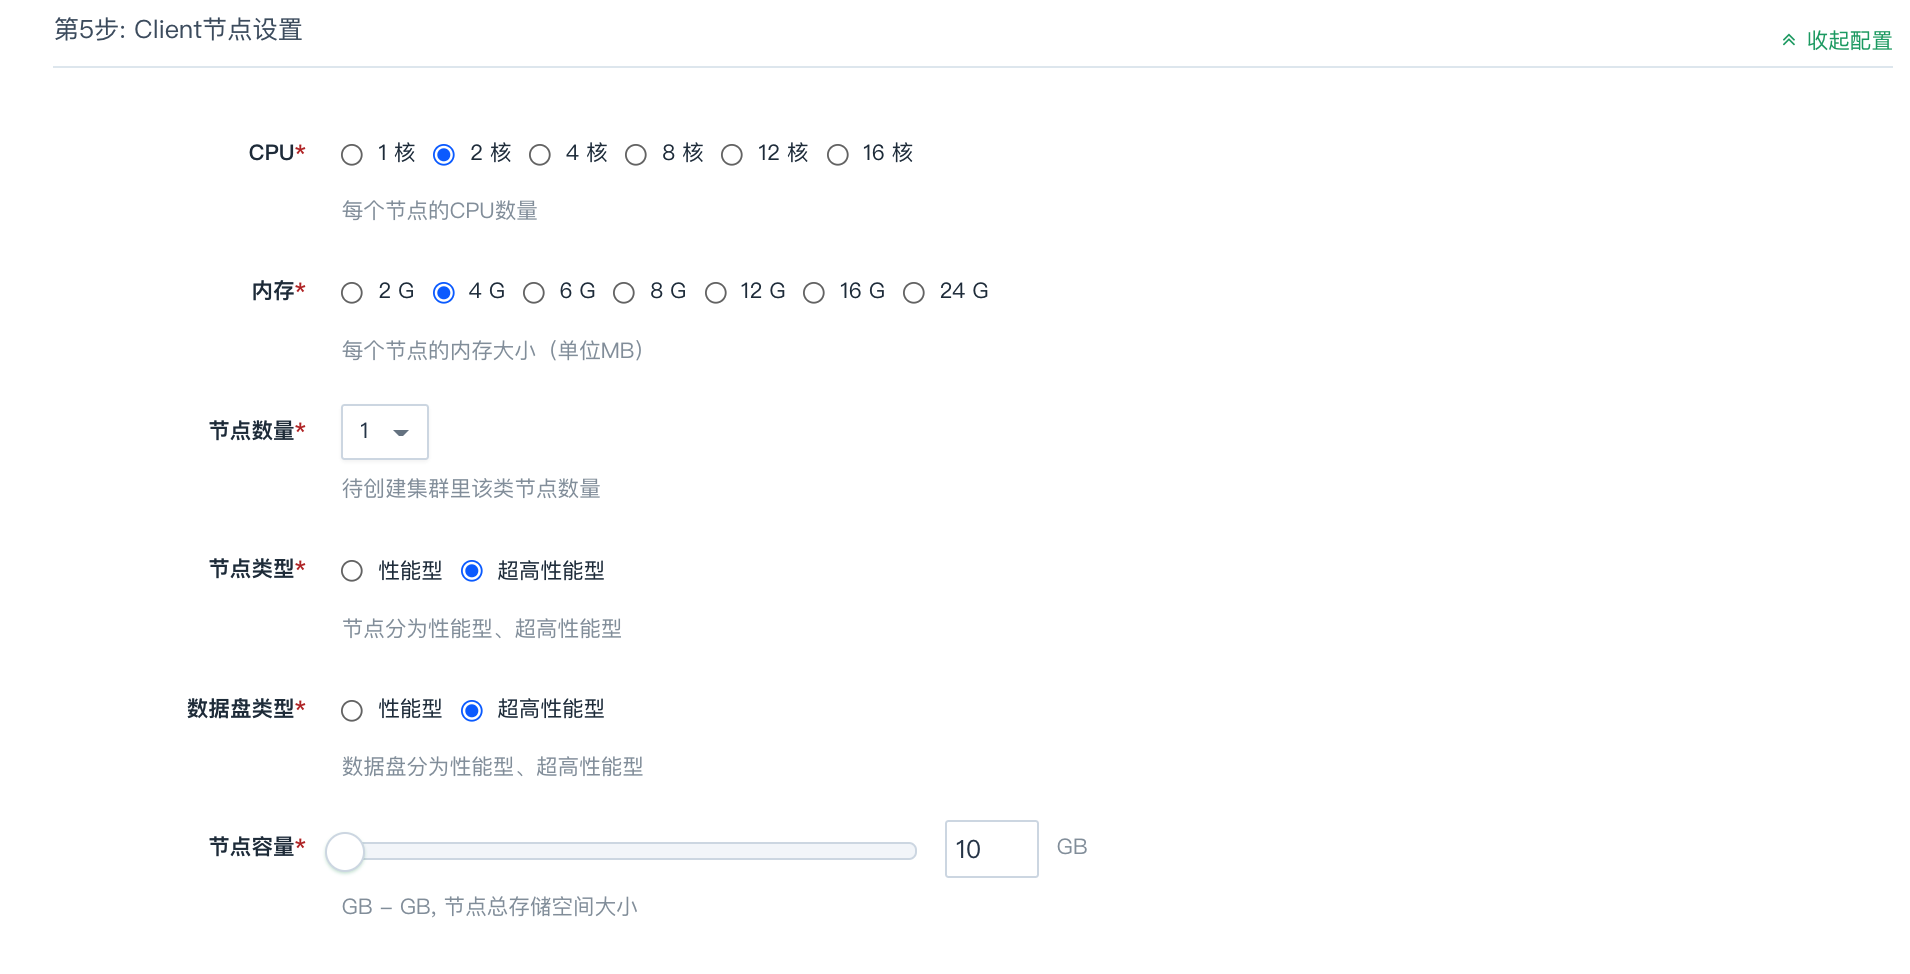 第5步: Client节点设置
收起配置
CPU* 1 核 2 核 4 核 8 核 12 核 16 核
每个节点的CPU数量
内存* 2 G 4 G 6 G 8 G 12 G 16 G 24 G
每个节点的内存大小（单位MB）
节点数量* 1
待创建集群里该类节点数量
节点类型* 性能型 超高性能型
节点分为性能型、超高性能型
数据盘类型* 性能型 超高性能型
数据盘分为性能型、超高性能型
节点容量* 10 GB
GB – GB, 节点总存储空间大小